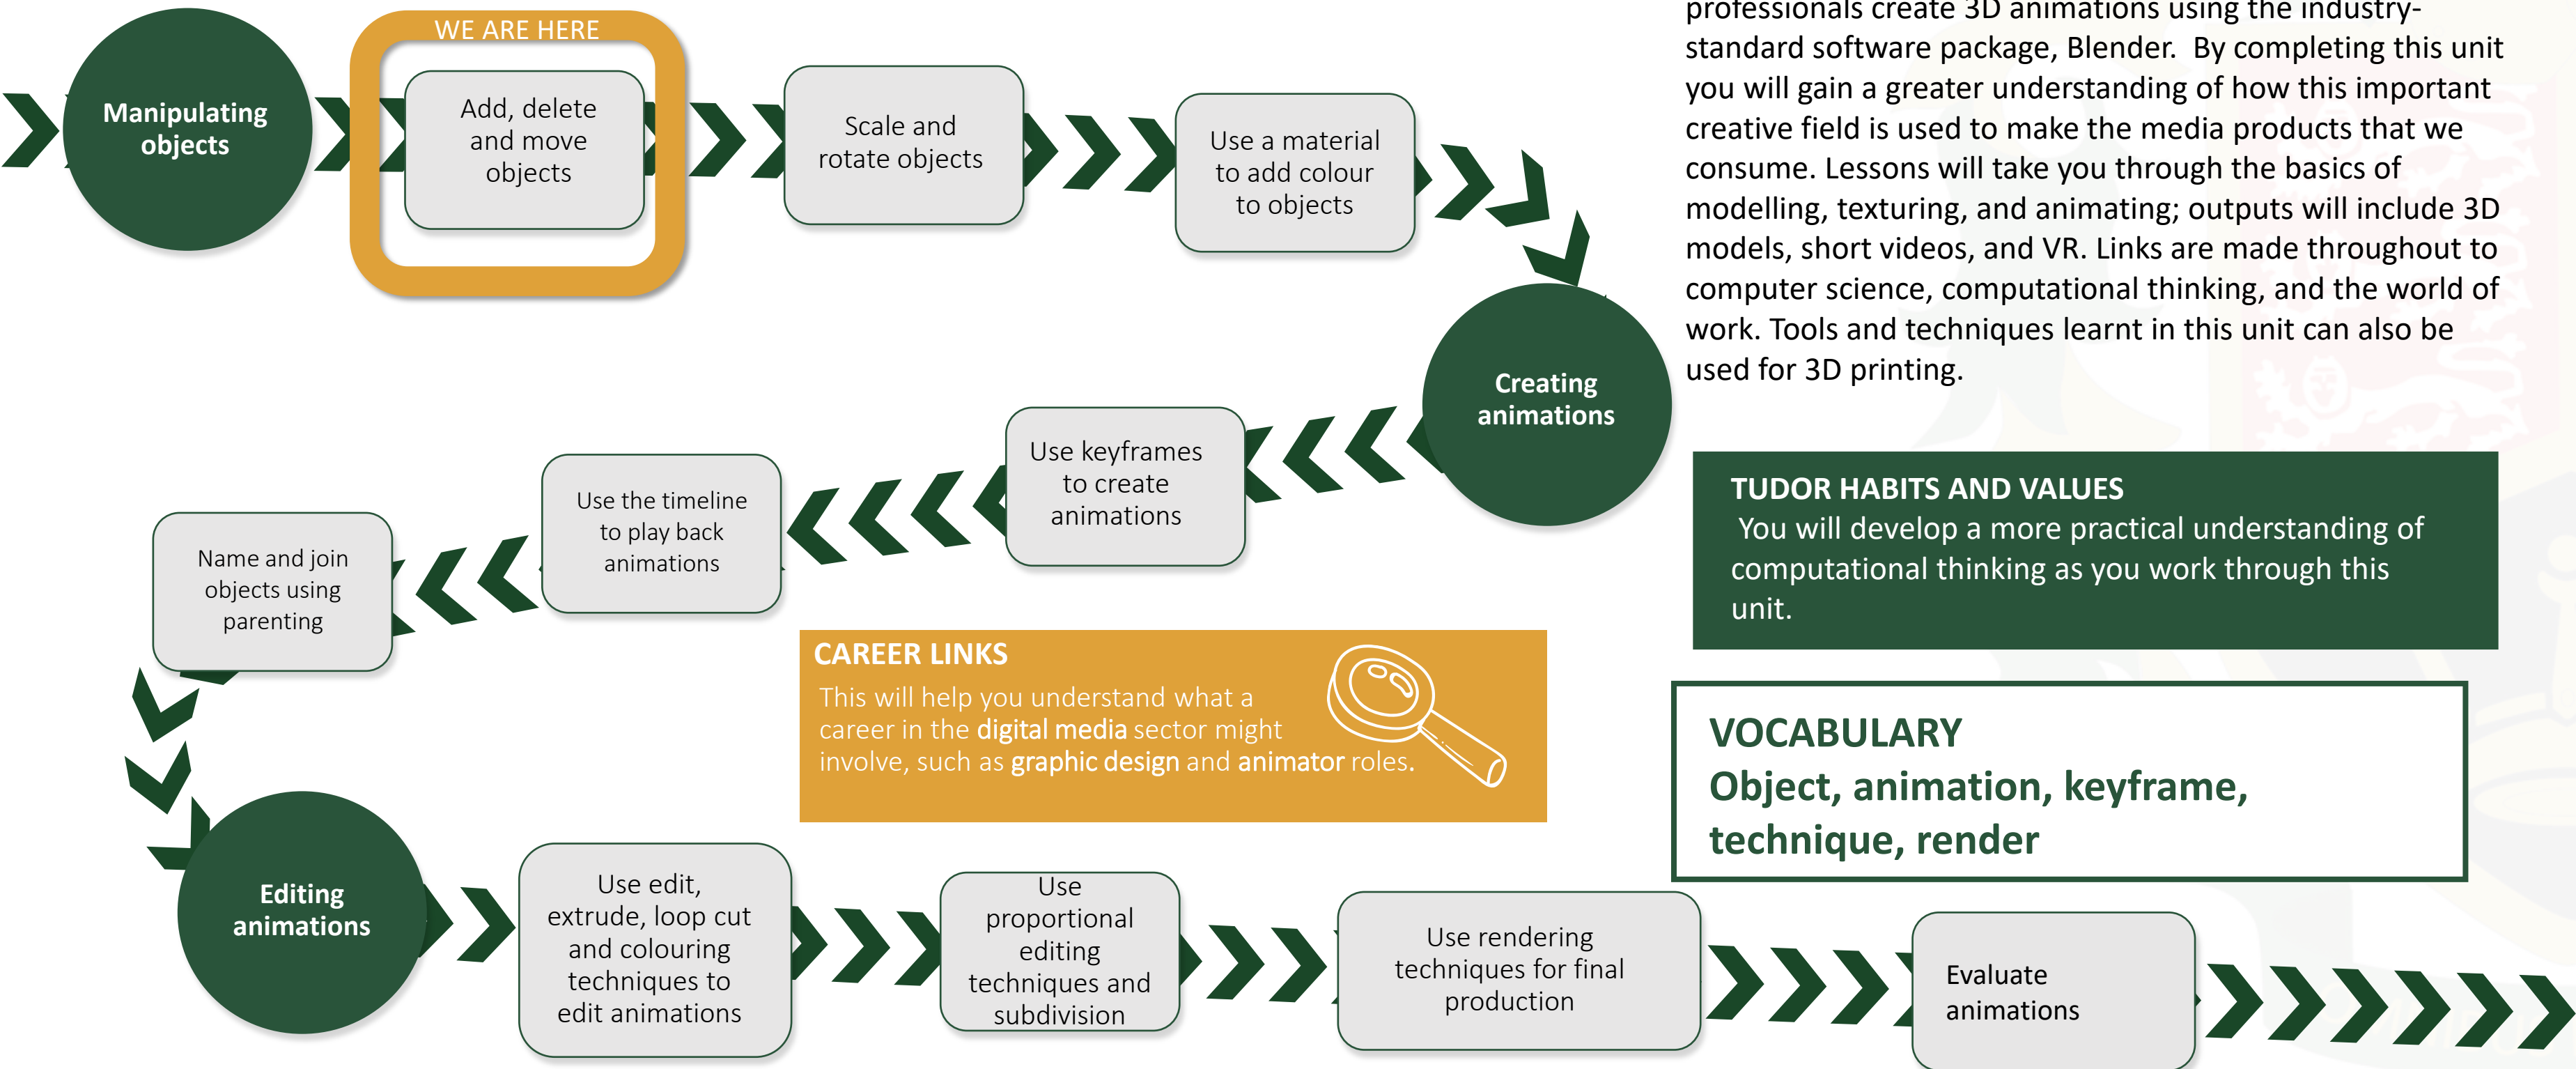 WE ARE HERE
Manipulating
objects
Add, delete
and move
objects
Scale and
rotate objects
Use a material
to add colour
to objects
professionals create 3D animations using the industry-
standard software package, Blender.  By completing this unit
you will gain a greater understanding of how this important
creative field is used to make the media products that we
consume. Lessons will take you through the basics of
modelling, texturing, and animating; outputs will include 3D
models, short videos, and VR. Links are made throughout to
computer science, computational thinking, and the world of
work. Tools and techniques learnt in this unit can also be
used for 3D printing.
Creating
animations
Use keyframes
to create
animations
Use the timeline
to play back
animations
Name and join
objects using
parenting
TUDOR HABITS AND VALUES
You will develop a more practical understanding of
computational thinking as you work through this
unit.
CAREER LINKS
This will help you understand what a
career in the digital media sector might
involve, such as graphic design and animator roles.
VOCABULARY
Object, animation, keyframe,
technique, render
Editing
animations
Use edit,
extrude, loop cut
and colouring
techniques to
edit animations
Use
proportional
editing
techniques and
subdivision
Use rendering
techniques for final
production
Evaluate
animations